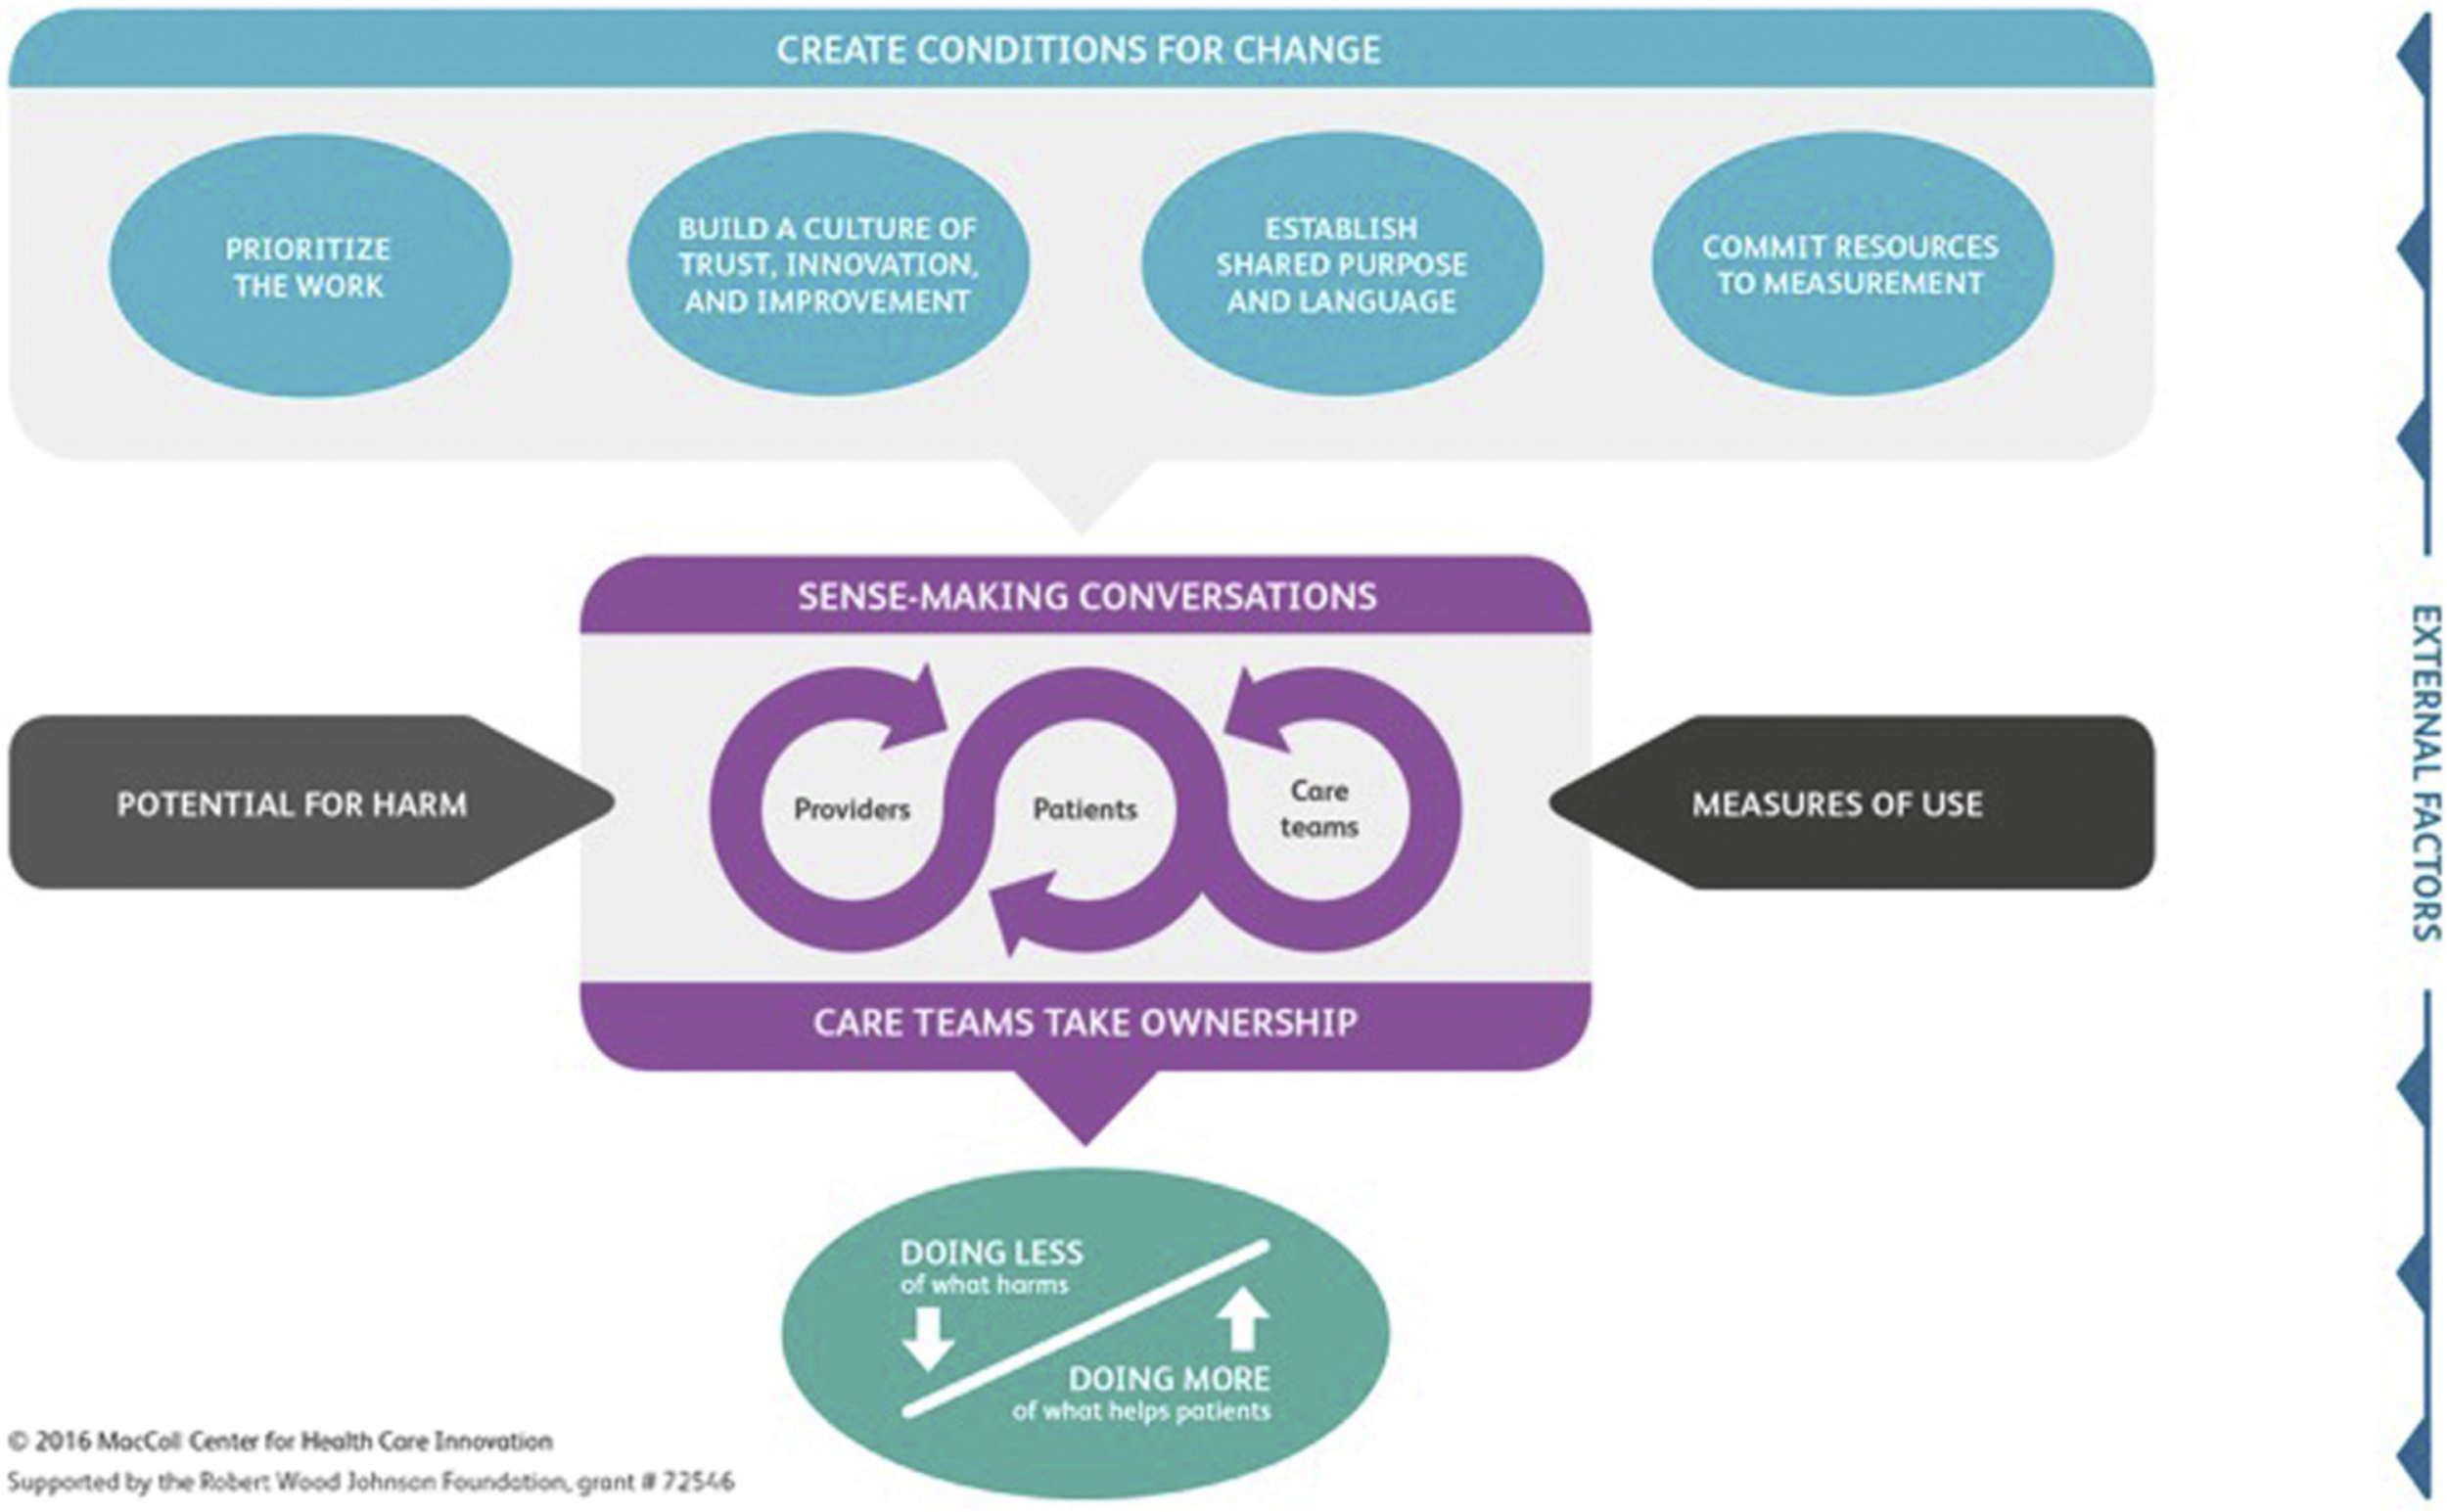 CREATE CONDITIONS FOR CHANGE
PRIORITIZE
THE WORK
BUILD A CULTURE OF
TRUST, INNOVATION,
AND IMPROVEMENT
ESTABLISH
SHARED PURPOSE
AND LANGUAGE
COMMIT RESOURCES
TO MEASUREMENT
SENSE-MAKING CONVERSATIONS
POTENTIAL FOR HARM
Providers
Patients
Care
teams
MEASURES OF USE
CARE TEAMS TAKE OWNERSHIP
EXTERNAL FACTORS
DOING LESS
of what harms
DOING MORE
of what helps patients
© 2016 MacColl Center for Health Care Innovation
Supported by the Robert Wood Johnson Foundation, grant # 72546